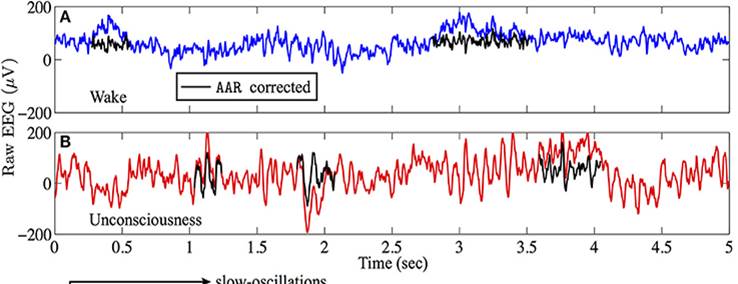 200
A
0
AAR corrected
Wake
-200
Raw EEG (μV)
200
B
0
Unconsciousness
-200
0 0.5 1 1.5 2 2.5 3 3.5 4 4.5 5
Time (sec)
slow-oscillations